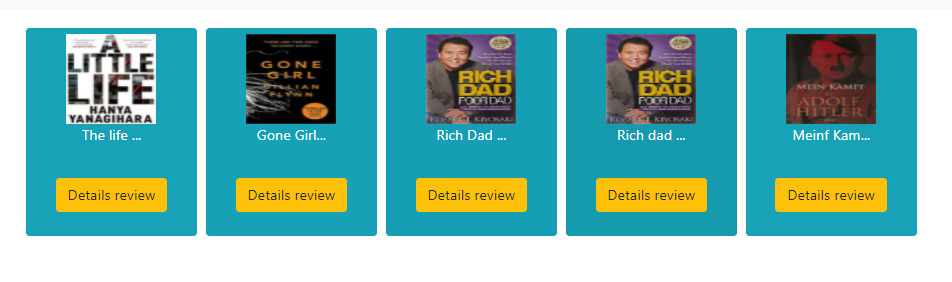 A
LITTLE
LIFE
HANYA
YANAGIHARA
The life ...
Details review
GONE
GIRL
GILLIAN
FLYNN
Gone Girl...
Details review
RICH
DAD
POOR DAD
KIYOSAKI
Rich Dad ...
Details review
RICH
DAD
POOR DAD
KIYOSAKI
Rich dad ...
Details review
MEIN KAMPF
ADOLF
HITLER
Meinf Kam...
Details review